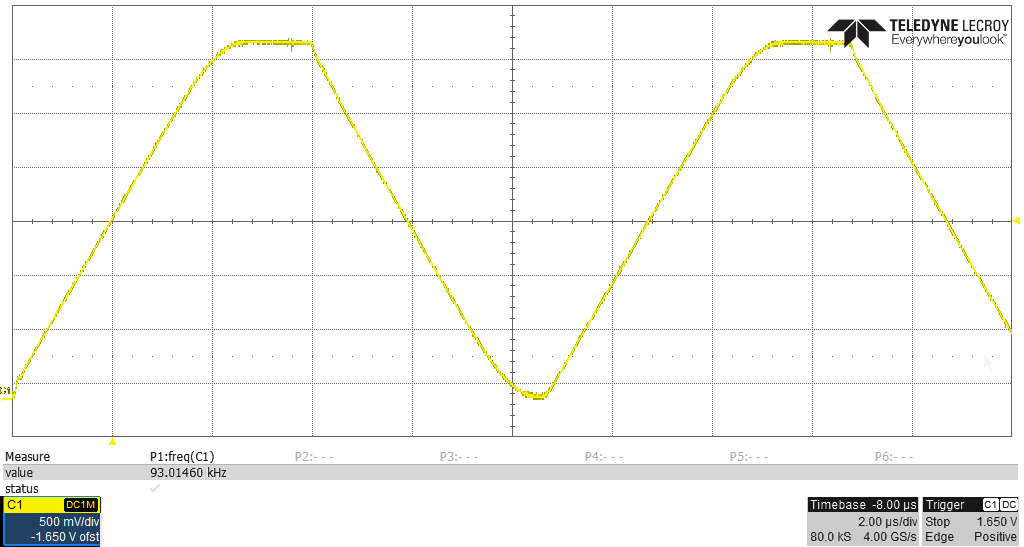 TELEDYNE LECROY
Everywhereyoulook™
C1
Measure P1:freq(C1) P2:- - - P3:- - - P4:- - - P5:- - - P6:- - -
value 93.01460 kHz
status ✓
C1 DC1M
500 mV/div
-1.650 V ofst
Timebase -8.00 µs
2.00 µs/div
80.0 kS 4.00 GS/s
Trigger C1 DC
Stop 1.650 V
Edge Positive